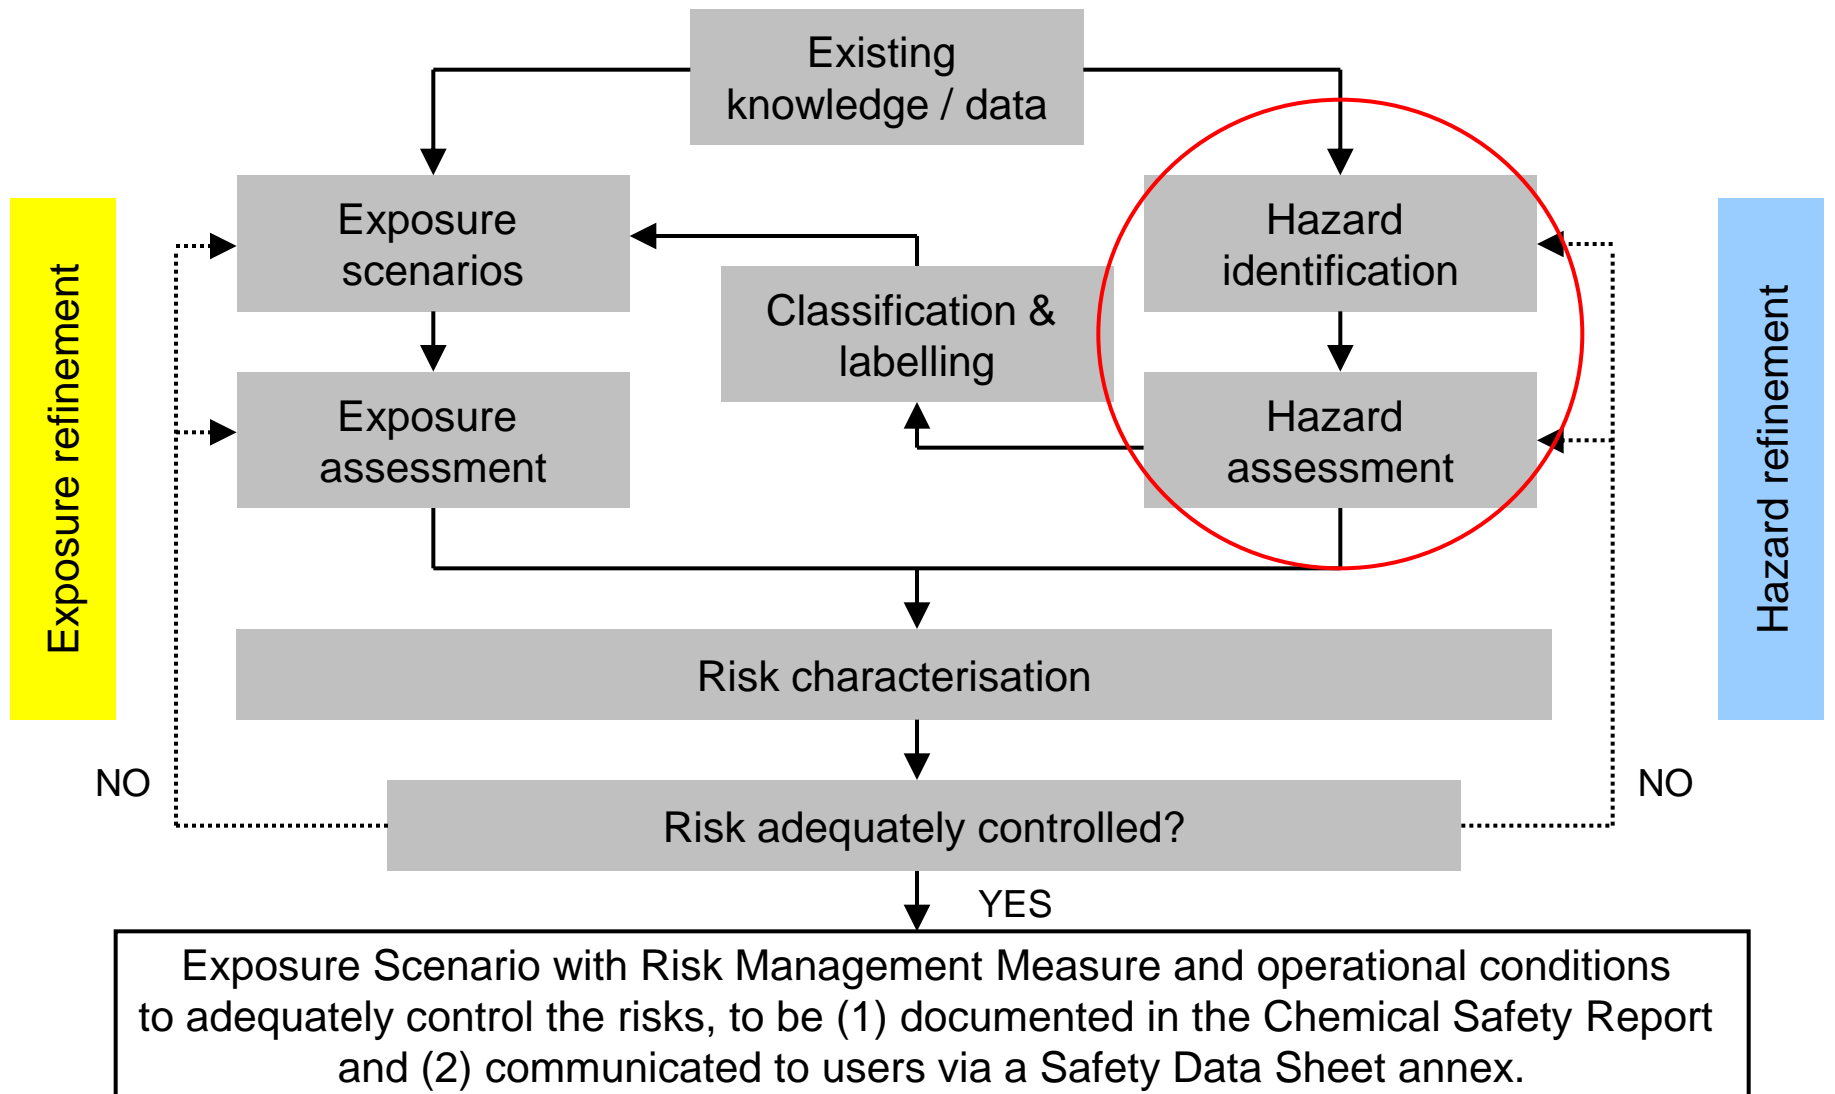 Existing
knowledge / data
Exposure
scenarios
Hazard
identification
Classification &
labelling
Exposure
assessment
Hazard
assessment
Exposure refinement
Hazard refinement
Risk characterisation
NO
NO
Risk adequately controlled?
YES
Exposure Scenario with Risk Management Measure and operational conditions
to adequately control the risks, to be (1) documented in the Chemical Safety Report
and (2) communicated to users via a Safety Data Sheet annex.